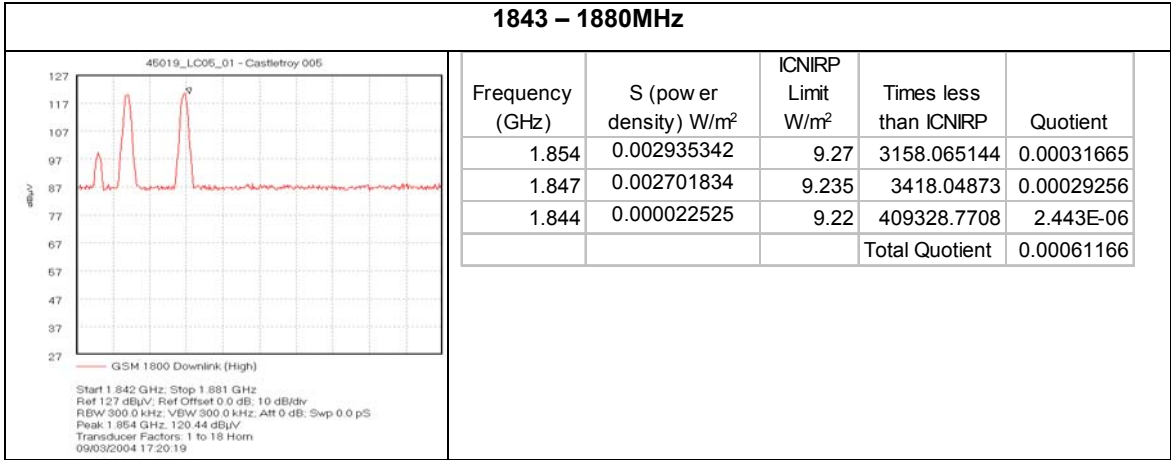 1843 – 1880MHz
45019_LC05_01 - Castletroy 005
127
117
107
97
87
77
67
57
47
37
27
dBµV
GSM 1800 Downlink (High)
Start 1.842 GHz; Stop 1.881 GHz
Ref 127 dBµV; Ref Offset 0.0 dB; 10 dB/div
RBW 300.0 kHz; VBW 300.0 kHz; Att 0 dB; Swp 0.0 pS
Peak 1.854 GHz, 120.44 dBµV
Transducer Factors: 1 to 18 Horn
09/03/2004 17:20:19
Frequency (GHz) S (pow er density) W/m² ICNIRP Limit W/m² Times less than ICNIRP Quotient
1.854 0.002935342 9.27 3158.065144 0.00031665
1.847 0.002701834 9.235 3418.04873 0.00029256
1.844 0.000022525 9.22 409328.7708 2.443E-06
Total Quotient 0.00061166